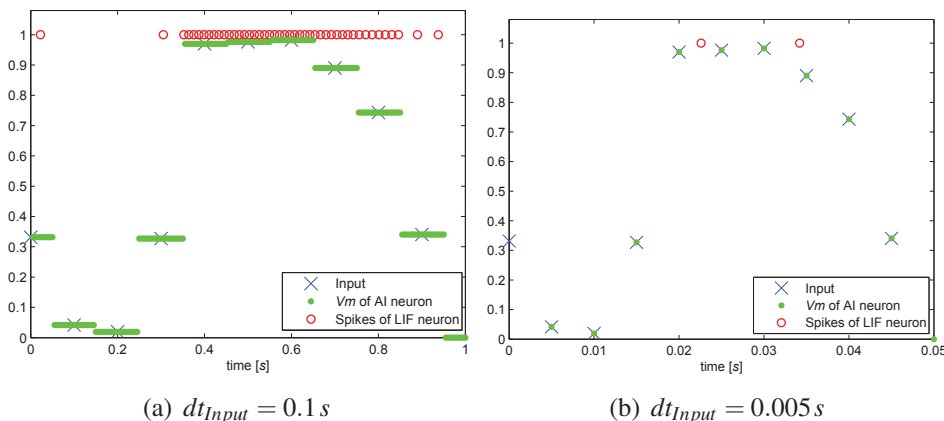 1
0.9
0.8
0.7
0.6
0.5
0.4
0.3
0.2
0.1
0
0 0.2 0.4 0.6 0.8 1
time [s]
Input
Vm of AI neuron
Spikes of LIF neuron
(a) dt_Input = 0.1 s
1
0.9
0.8
0.7
0.6
0.5
0.4
0.3
0.2
0.1
0
0 0.01 0.02 0.03 0.04 0.05
time [s]
Input
Vm of AI neuron
Spikes of LIF neuron
(b) dt_Input = 0.005 s